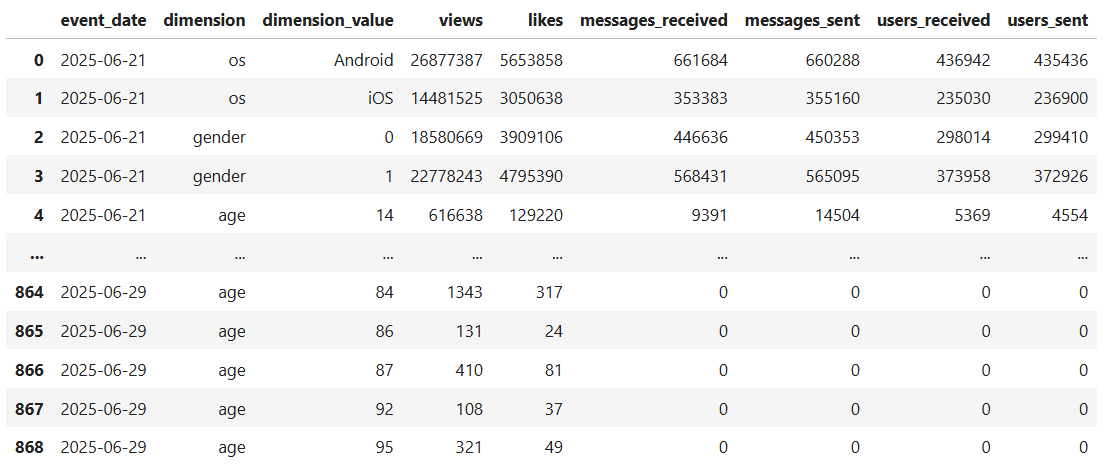 event_date dimension dimension_value views likes messages_received messages_sent users_received users_sent
0 2025-06-21 os Android 26877387 5653858 661684 660288 436942 435436
1 2025-06-21 os iOS 14481525 3050638 353383 355160 235030 236900
2 2025-06-21 gender 0 18580669 3909106 446636 450353 298014 299410
3 2025-06-21 gender 1 22778243 4795390 568431 565095 373958 372926
4 2025-06-21 age 14 616638 129220 9391 14504 5369 4554
... ... ... ... ... ... ... ... ... ...
864 2025-06-29 age 84 1343 317 0 0 0 0
865 2025-06-29 age 86 131 24 0 0 0 0
866 2025-06-29 age 87 410 81 0 0 0 0
867 2025-06-29 age 92 108 37 0 0 0 0
868 2025-06-29 age 95 321 49 0 0 0 0